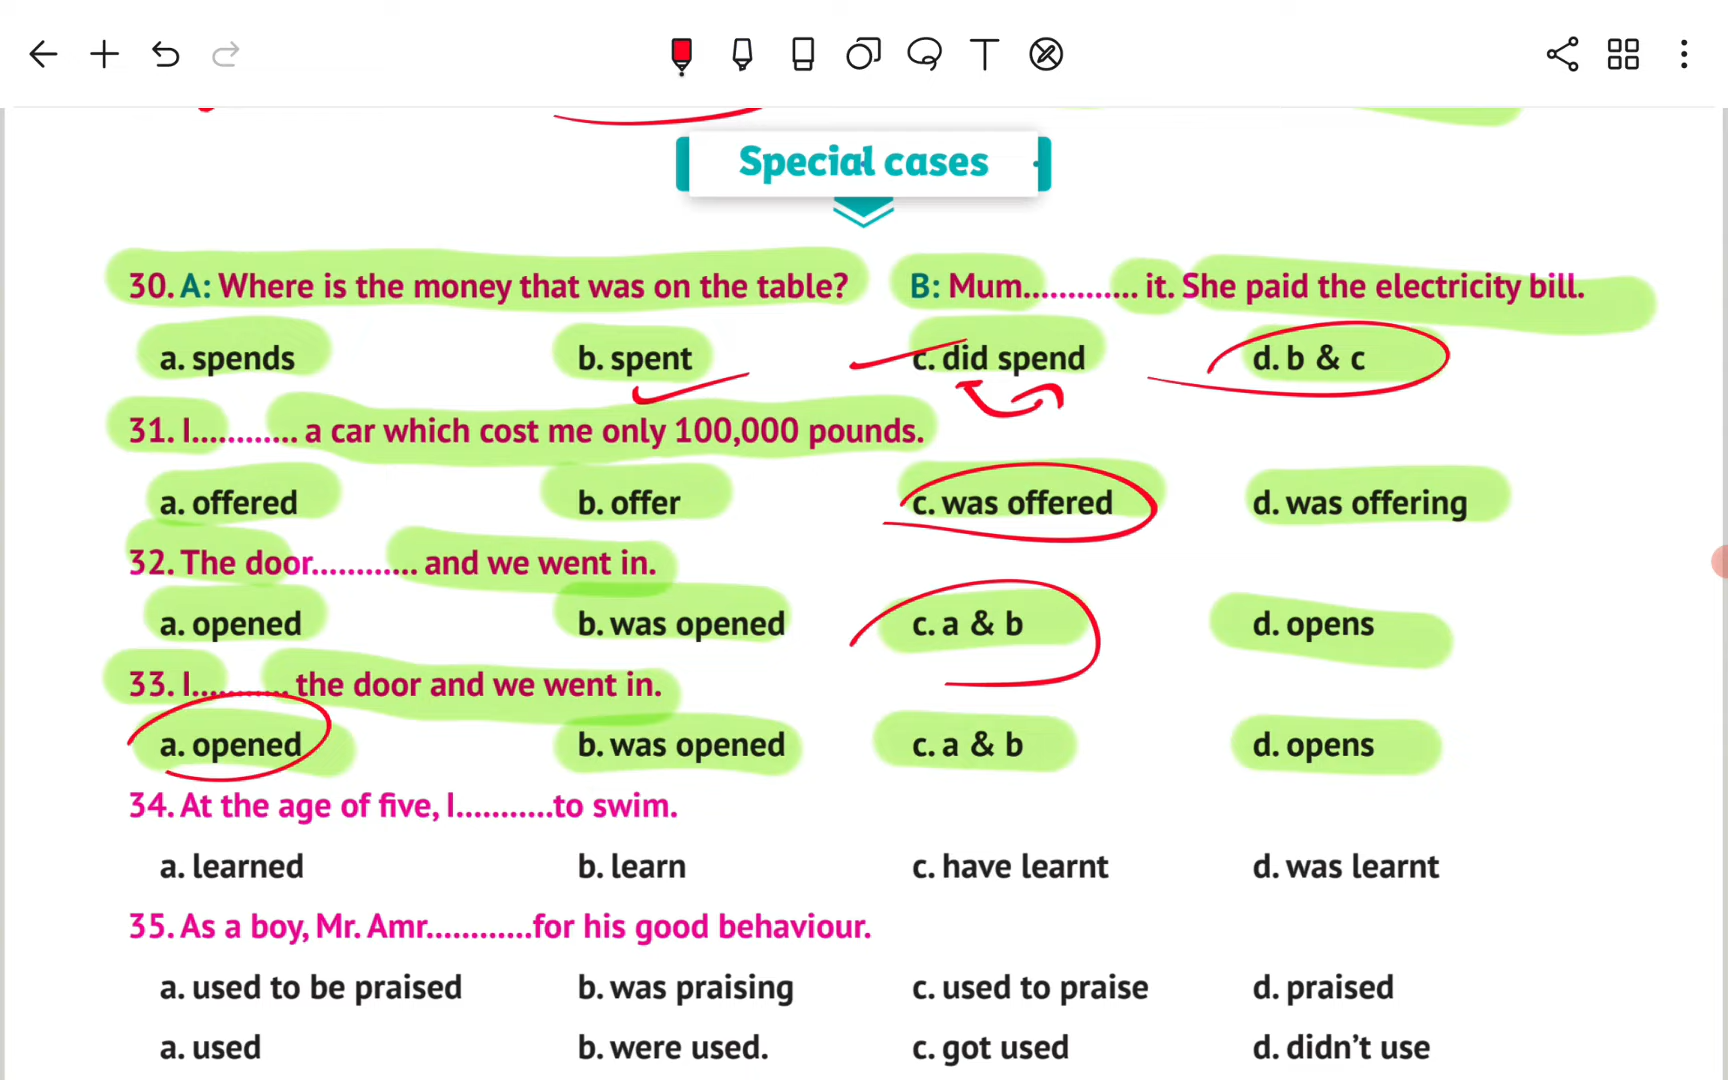 Special cases
30. A: Where is the money that was on the table? B: Mum............ it. She paid the electricity bill.
a. spends b. spent c. did spend d. b & c
31. I............ a car which cost me only 100,000 pounds.
a. offered b. offer c. was offered d. was offering
32. The door............ and we went in.
a. opened b. was opened c. a & b d. opens
33. I........... the door and we went in.
a. opened b. was opened c. a & b d. opens
34. At the age of five, I...........to swim.
a. learned b. learn c. have learnt d. was learnt
35. As a boy, Mr. Amr............for his good behaviour.
a. used to be praised b. was praising c. used to praise d. praised
a. used b. were used. c. got used d. didn’t use